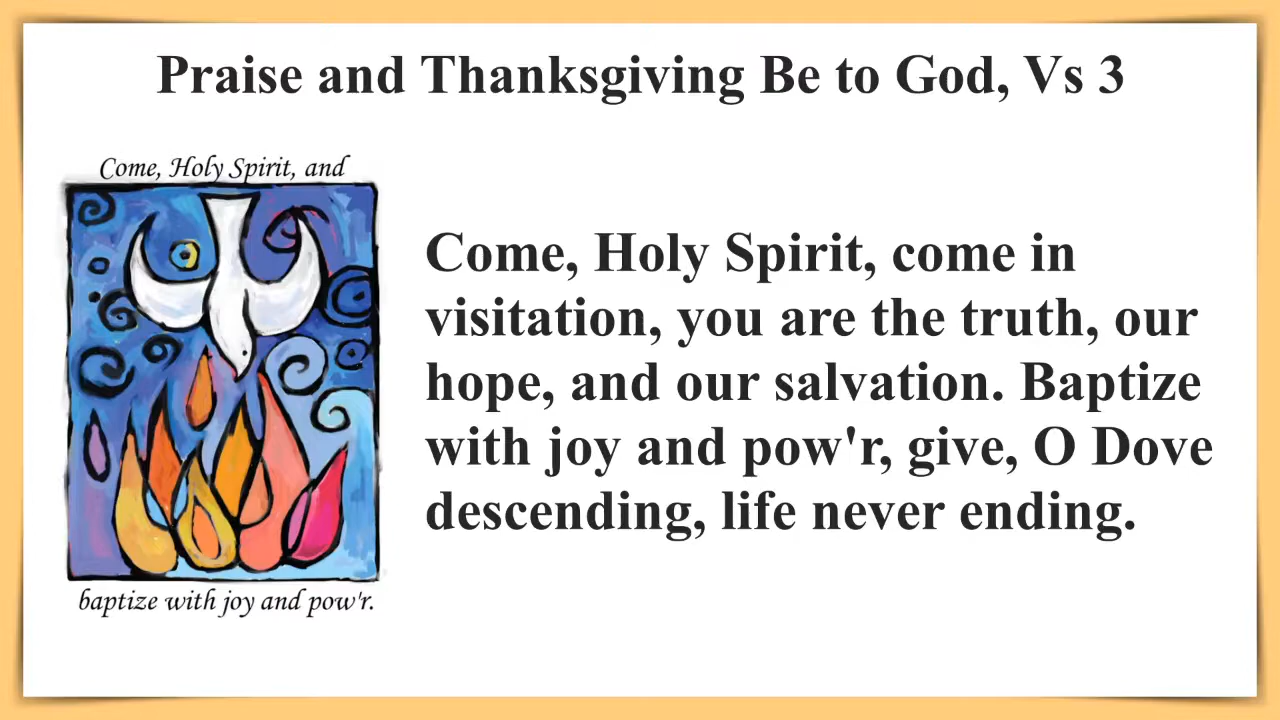 Praise and Thanksgiving Be to God, Vs 3
Come, Holy Spirit, and
baptize with joy and pow'r.
Come, Holy Spirit, come in
visitation, you are the truth, our
hope, and our salvation. Baptize
with joy and pow'r, give, O Dove
descending, life never ending.